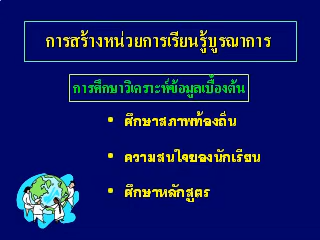 การสร้างหน่วยการเรียนรู้บูรณาการ
การศึกษาวิเคราะห์ข้อมูลเบื้องต้น
• ศึกษาสภาพท้องถิ่น
• ความสนใจของนักเรียน
• ศึกษาหลักสูตร